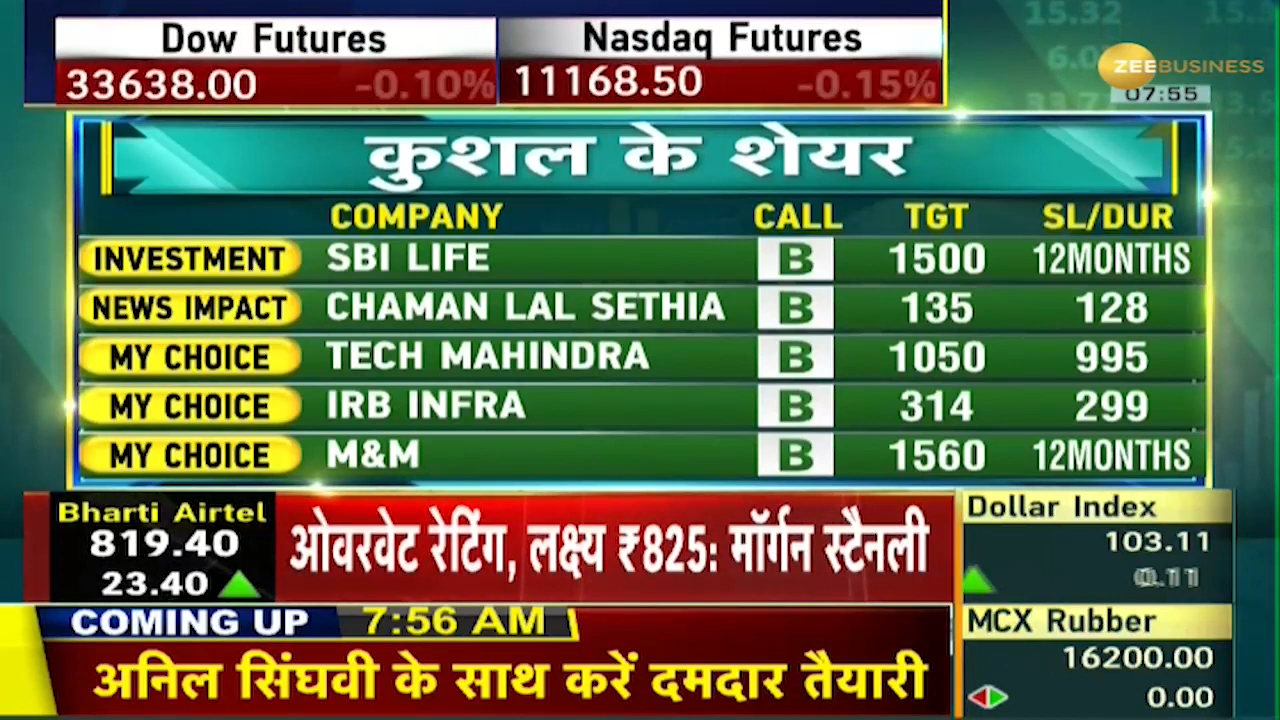 Dow Futures
33638.00 -0.10%
Nasdaq Futures
11168.50 -0.15%
ZEEBUSINESS
07:55
कुशल के शेयर
COMPANY CALL TGT SL/DUR
INVESTMENT SBI LIFE B 1500 12MONTHS
NEWS IMPACT CHAMAN LAL SETHIA B 135 128
MY CHOICE TECH MAHINDRA B 1050 995
MY CHOICE IRB INFRA B 314 299
MY CHOICE M&M B 1560 12MONTHS
Bharti Airtel
819.40
23.40
ओवरवेट रेटिंग, लक्ष्य ₹825: मॉर्गन स्टैनली
Dollar Index
103.11
COMING UP 7:56 AM
अनिल सिंघवी के साथ करें दमदार तैयारी
MCX Rubber
16200.00
0.00